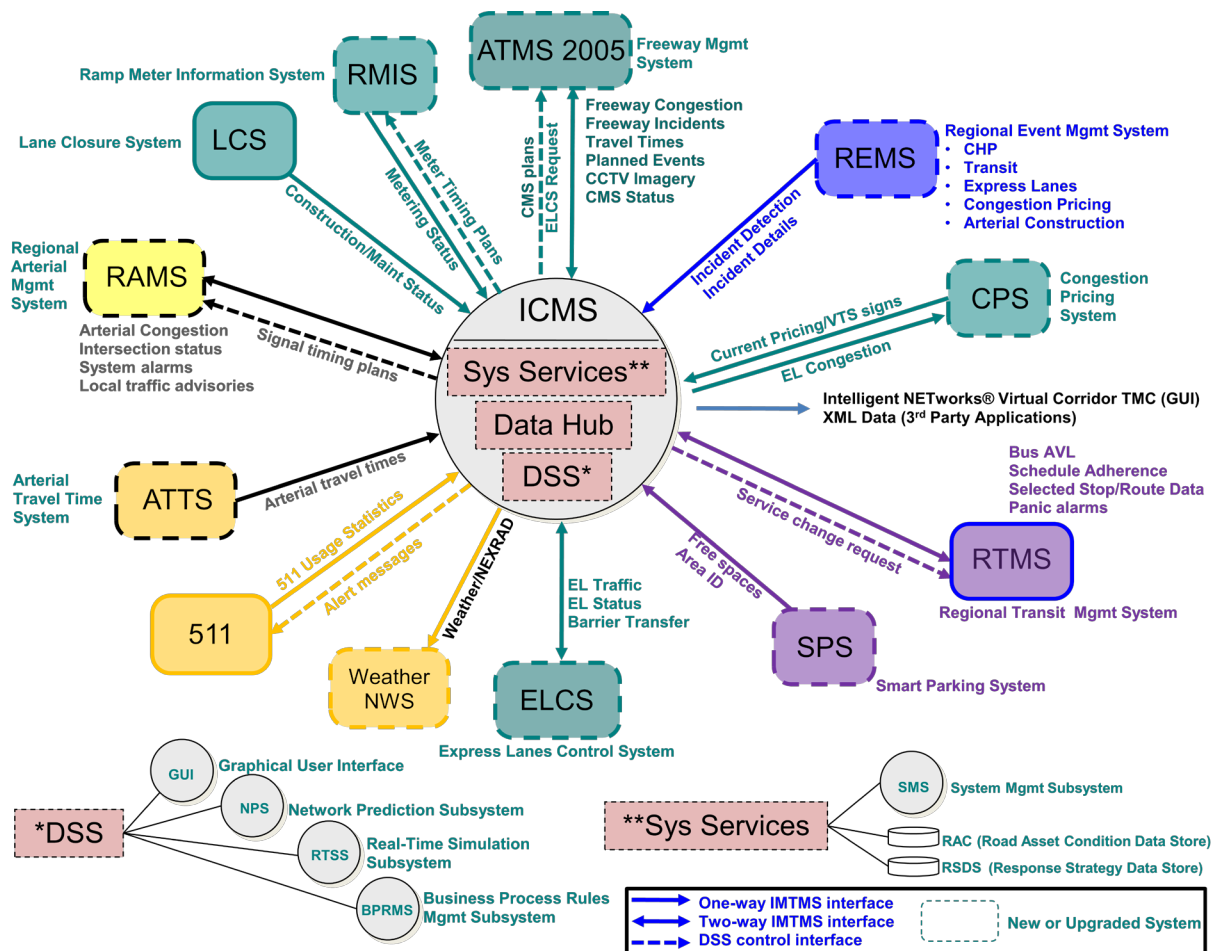 ATMS 2005
Freeway Mgmt
System
Ramp Meter Information System
RMIS
Freeway Congestion
Freeway Incidents
Travel Times
Planned Events
CCTV Imagery
CMS Status
CMS plans
ELCS Request
Lane Closure System
LCS
Meter Timing Plans
Metering Status
Construction/Maint Status
REMS
Regional Event Mgmt System
• CHP
• Transit
• Express Lanes
• Congestion Pricing
• Arterial Construction
Incident Detection
Incident Details
Regional
Arterial
Mgmt
System
RAMS
Arterial Congestion
Intersection status
System alarms
Local traffic advisories
Signal timing plans
ICMS
Sys Services**
Data Hub
DSS*
CPS
Congestion
Pricing
System
Current Pricing/VTS signs
EL Congestion
Intelligent NETworks® Virtual Corridor TMC (GUI)
XML Data (3rd Party Applications)
Arterial
Travel Time
System
ATTS
Arterial travel times
Bus AVL
Schedule Adherence
Selected Stop/Route Data
Panic alarms
Service change request
RTMS
Regional Transit Mgmt System
511 Usage Statistics
Alert messages
511
Weather/NEXRAD
Weather
NWS
EL Traffic
EL Status
Barrier Transfer
ELCS
Express Lanes Control System
Free spaces
Area ID
SPS
Smart Parking System
*DSS
GUI
Graphical User Interface
NPS
Network Prediction Subsystem
RTSS
Real-Time Simulation
Subsystem
BPRMS
Business Process Rules
Mgmt Subsystem
**Sys Services
SMS
System Mgmt Subsystem
RAC (Road Asset Condition Data Store)
RSDS (Response Strategy Data Store)
One-way IMTMS interface
Two-way IMTMS interface
DSS control interface
New or Upgraded System